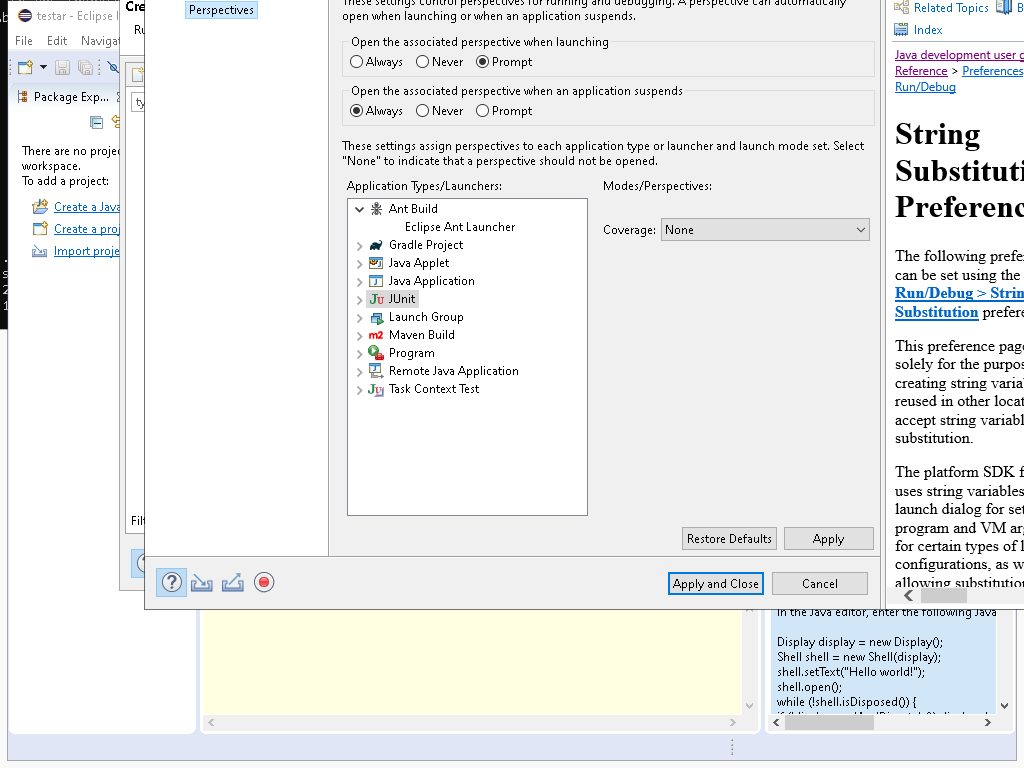 testar - Eclipse I
File Edit Navigat
Package Exp...
There are no proje
workspace.
To add a project:
Create a Java
Create a proj
Import proje
Cre
Ru
ty
Filt
Perspectives
These settings control perspectives for running and debugging. A perspective can automatically
open when launching or when an application suspends.
Open the associated perspective when launching
Always Never Prompt
Open the associated perspective when an application suspends
Always Never Prompt
These settings assign perspectives to each application type or launcher and launch mode set. Select
"None" to indicate that a perspective should not be opened.
Application Types/Launchers:
Modes/Perspectives:
Ant Build
Eclipse Ant Launcher
Gradle Project
Java Applet
Java Application
JUnit
Launch Group
Maven Build
Program
Remote Java Application
Task Context Test
Coverage: None
Restore Defaults Apply
Apply and Close Cancel
Related Topics B
Index
Java development user g
Reference > Preferences
Run/Debug
String
Substituti
Preferenc
The following prefer
can be set using the
Run/Debug > Strin
Substitution prefere
This preference page
solely for the purpos
creating string varial
reused in other locat
accept string variabl
substitution.
The platform SDK f
uses string variables
launch dialog for set
program and VM arg
for certain types of l
configurations, as w
allowing substitution
In the Java editor, enter the following Java
Display display = new Display();
Shell shell = new Shell(display);
shell.setText("Hello world!");
shell.open();
while (!shell.isDisposed()) {